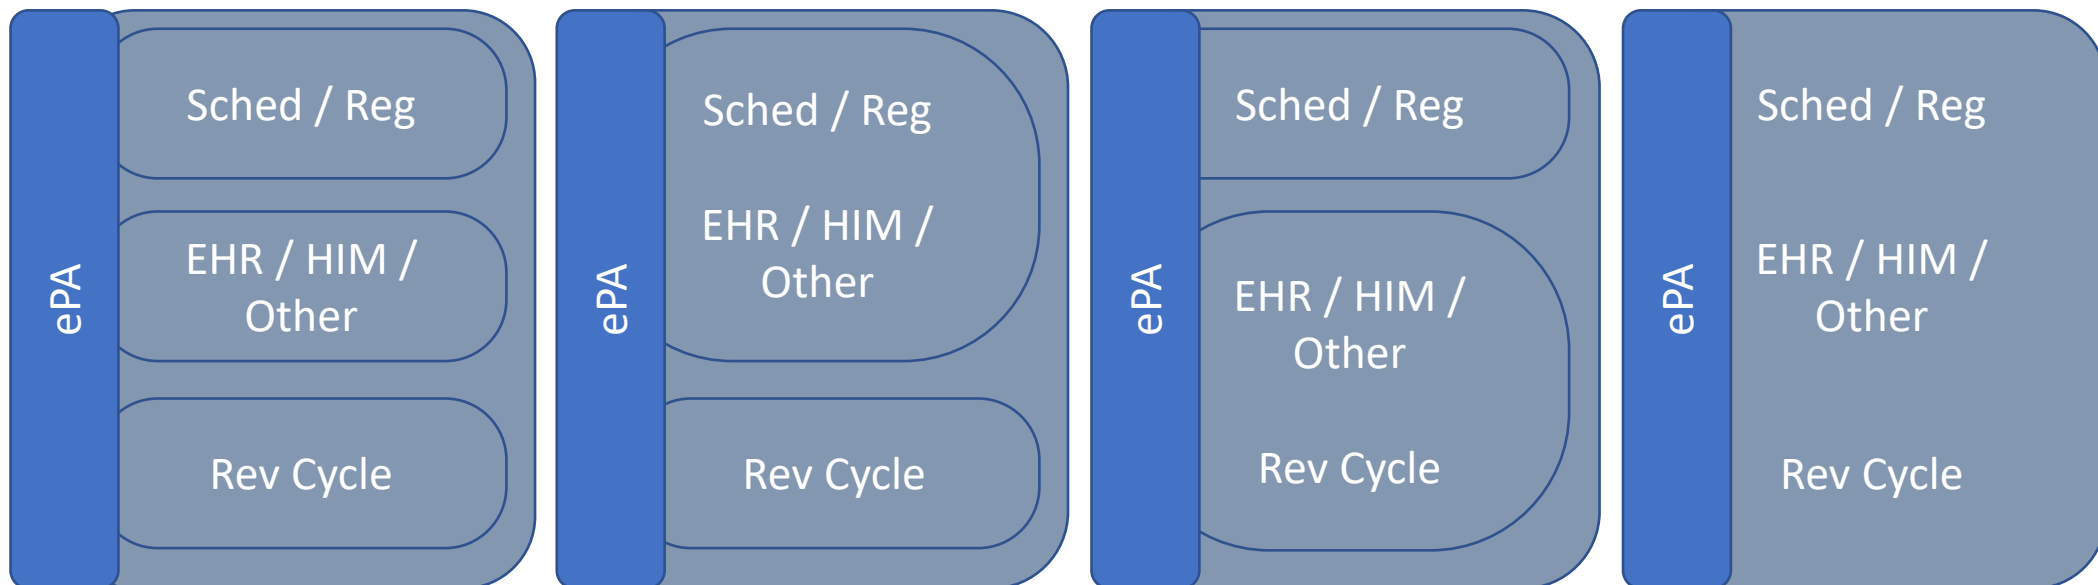 ePA
Sched / Reg
EHR / HIM /
Other
Rev Cycle
ePA
Sched / Reg
EHR / HIM /
Other
Rev Cycle
ePA
Sched / Reg
EHR / HIM /
Other
Rev Cycle
ePA
Sched / Reg
EHR / HIM /
Other
Rev Cycle